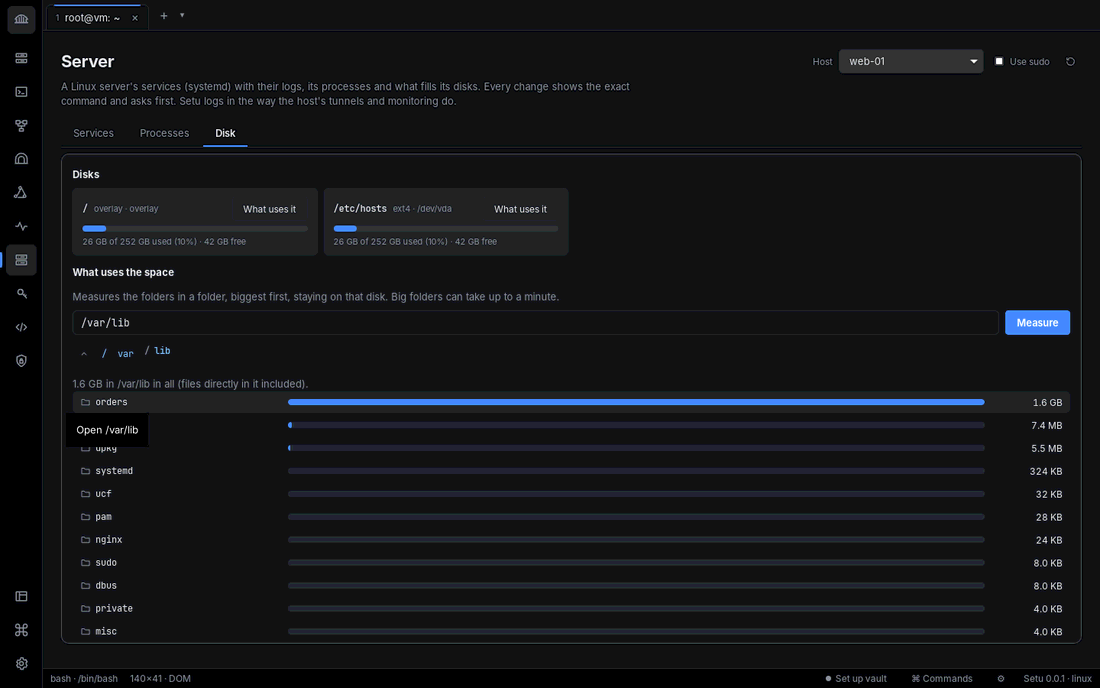 1 root@vm: ~ × + ▾
Server
Host web-01 Use sudo
A Linux server's services (systemd) with their logs, its processes and what fills its disks. Every change shows the exact
command and asks first. Setu logs in the way the host's tunnels and monitoring do.
Services Processes Disk
Disks
/ overlay · overlay What uses it
26 GB of 252 GB used (10%) · 42 GB free
/etc/hosts ext4 · /dev/vda What uses it
26 GB of 252 GB used (10%) · 42 GB free
What uses the space
Measures the folders in a folder, biggest first, staying on that disk. Big folders can take up to a minute.
/var/lib Measure
/ var / lib
1.6 GB in /var/lib in all (files directly in it included).
orders 1.6 GB
Open /var/lib
7.4 MB
dpkg 5.5 MB
systemd 324 KB
ucf 32 KB
pam 28 KB
nginx 24 KB
sudo 8.0 KB
dbus 8.0 KB
private 4.0 KB
misc 4.0 KB
bash · /bin/bash 140×41 · DOM Set up vault ⌘ Commands Setu 0.0.1 · linux